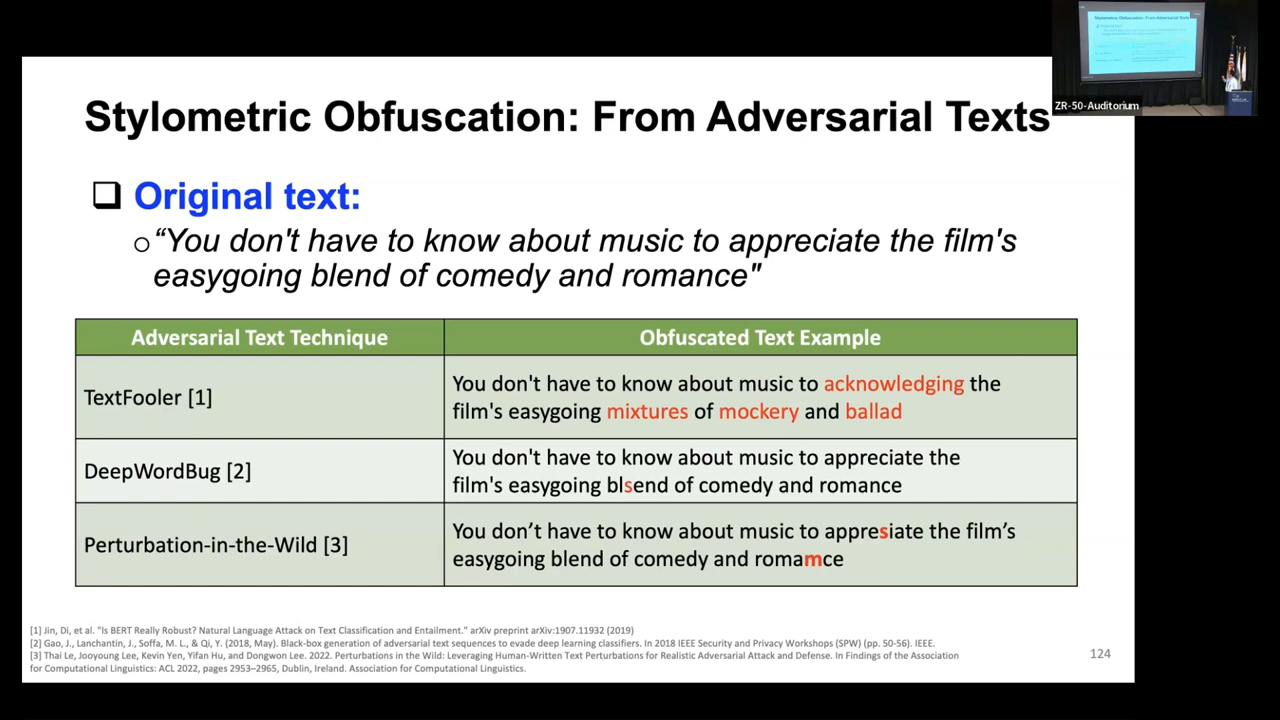 Stylometric Obfuscation: From Adversarial Texts
ZR-50-Auditorium
Stylometric Obfuscation: From Adversarial Texts
Original text:
“You don't have to know about music to appreciate the film's
easygoing blend of comedy and romance"
Adversarial Text Technique
Obfuscated Text Example
TextFooler [1]
You don't have to know about music to acknowledging the
film's easygoing mixtures of mockery and ballad
DeepWordBug [2]
You don't have to know about music to appreciate the
film's easygoing blsend of comedy and romance
Perturbation-in-the-Wild [3]
You don’t have to know about music to appresiate the film’s
easygoing blend of comedy and romamce
[1] Jin, Di, et al. "Is BERT Really Robust? Natural Language Attack on Text Classification and Entailment." arXiv preprint arXiv:1907.11932 (2019)
[2] Gao, J., Lanchantin, J., Soffa, M. L., & Qi, Y. (2018, May). Black-box generation of adversarial text sequences to evade deep learning classifiers. In 2018 IEEE Security and Privacy Workshops (SPW) (pp. 50-56). IEEE.
[3] Thai Le, Jooyoung Lee, Kevin Yen, Yifan Hu, and Dongwon Lee. 2022. Perturbations in the Wild: Leveraging Human-Written Text Perturbations for Realistic Adversarial Attack and Defense. In Findings of the Association
for Computational Linguistics: ACL 2022, pages 2953–2965, Dublin, Ireland. Association for Computational Linguistics.
124